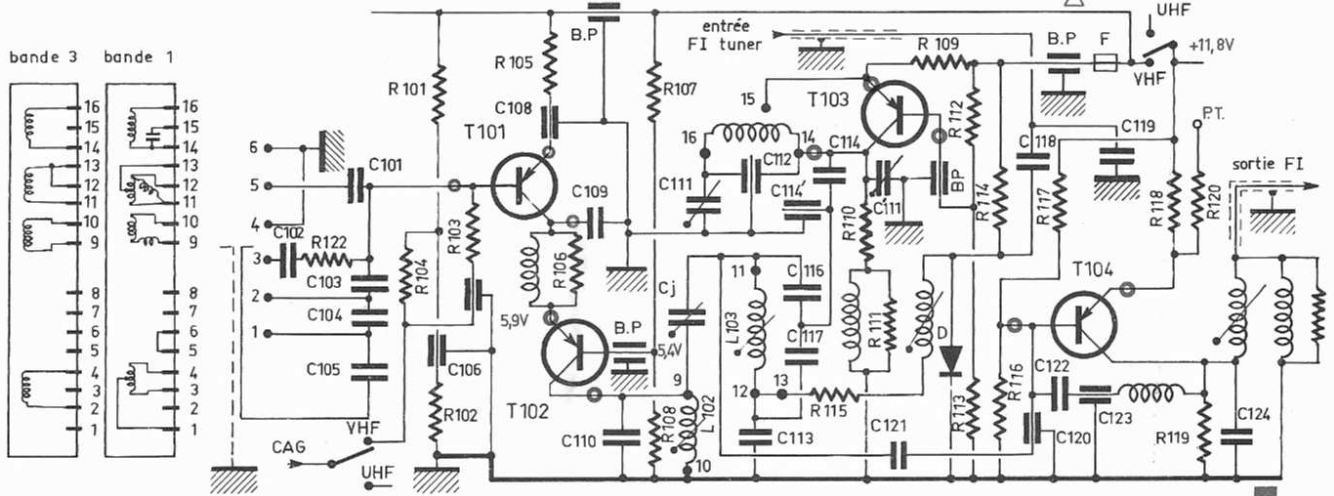 bande 3
16
15
14
13
12
11
10
9
8
7
6
5
4
3
2
1
bande 1
16
15
14
13
12
11
10
9
8
7
6
5
4
3
2
1
6
5
4
3
2
1
C101
C102
R122
C103
C104
C105
CAG
VHF
UHF
R101
R104
R103
R102
C106
T101
R105
C108
B.P
C109
R106
5,9V
T102
C110
R107
B.P
5,4V
R108
Cj
9
L102
10
entrée
FI tuner
15
16
14
C111
C112
C114
C114'
T103
R 109
C'111
BP
R110
R112
11
L103
12
13
C116
C117
C113
R115
R111
D
R113
R114
C121
UHF
VHF
B.P
F
+11,8V
C118
C119
R117
R118
P.T.
R120
T104
R116
C122
C120
C123
R119
C124
sortie FI